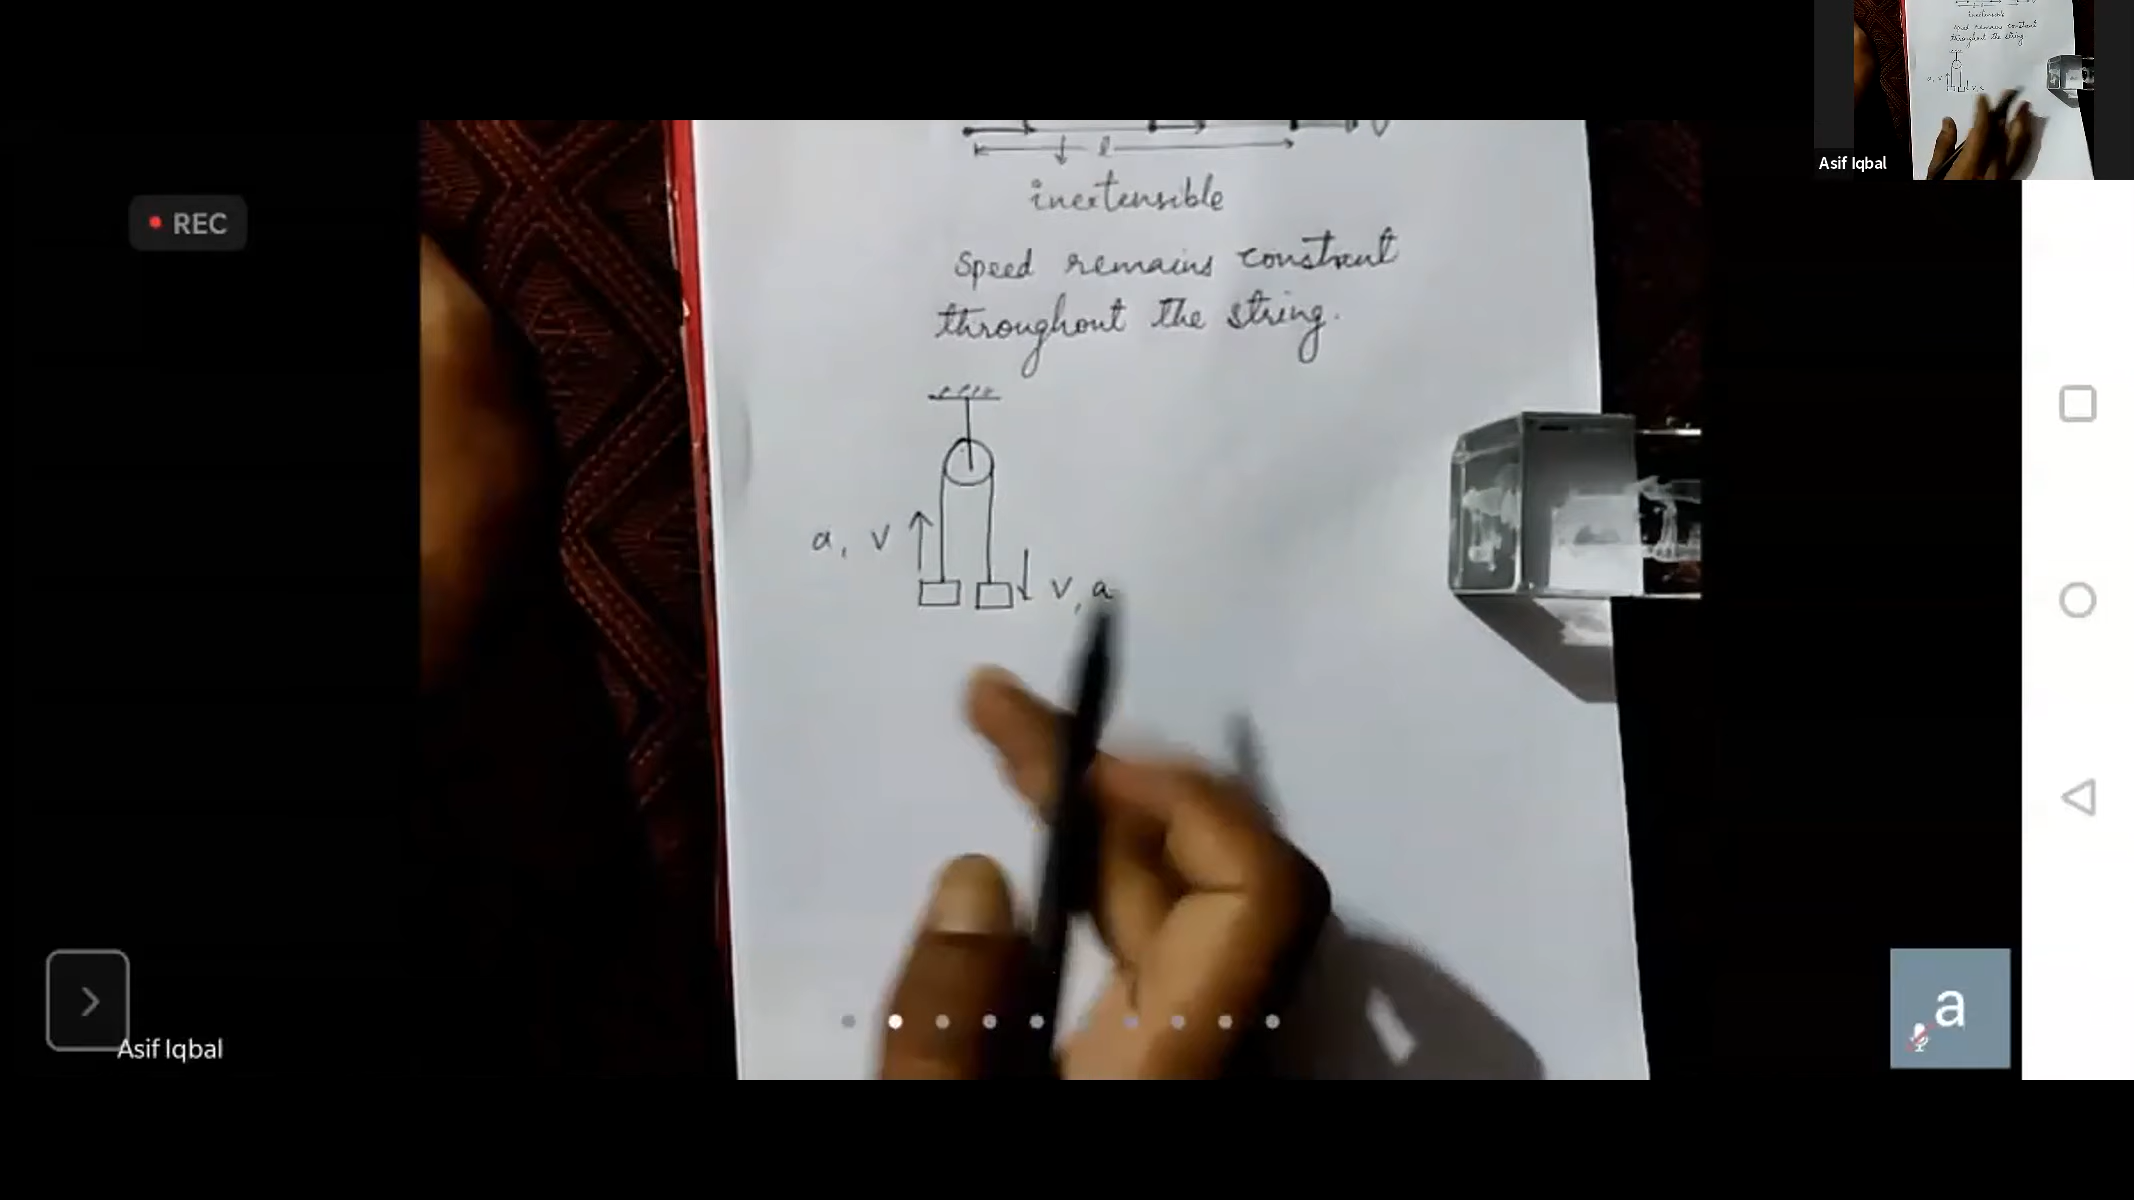 inextensible
Speed remains constant
throughout the string.
a, v
v, a
l
v
REC
Asif Iqbal
Asif Iqbal
a